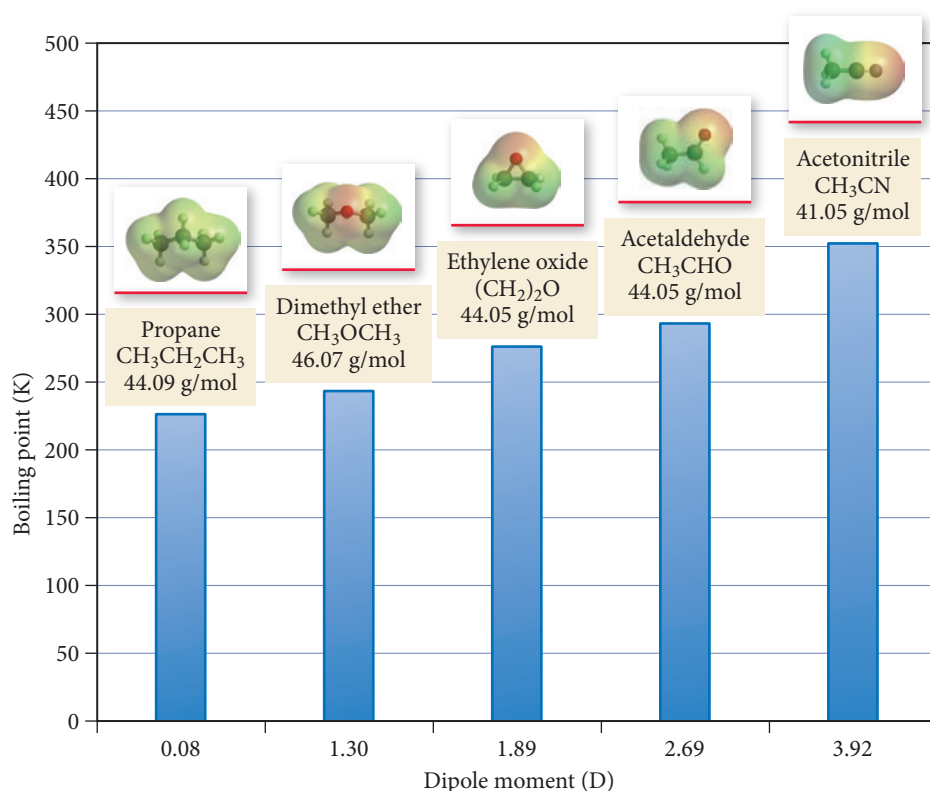 500
450
400
350
300
250
200
150
100
50
0
Boiling point (K)
Propane
CH₃CH₂CH₃
44.09 g/mol
Dimethyl ether
CH₃OCH₃
46.07 g/mol
Ethylene oxide
(CH₂)₂O
44.05 g/mol
Acetaldehyde
CH₃CHO
44.05 g/mol
Acetonitrile
CH₃CN
41.05 g/mol
0.08 1.30 1.89 2.69 3.92
Dipole moment (D)